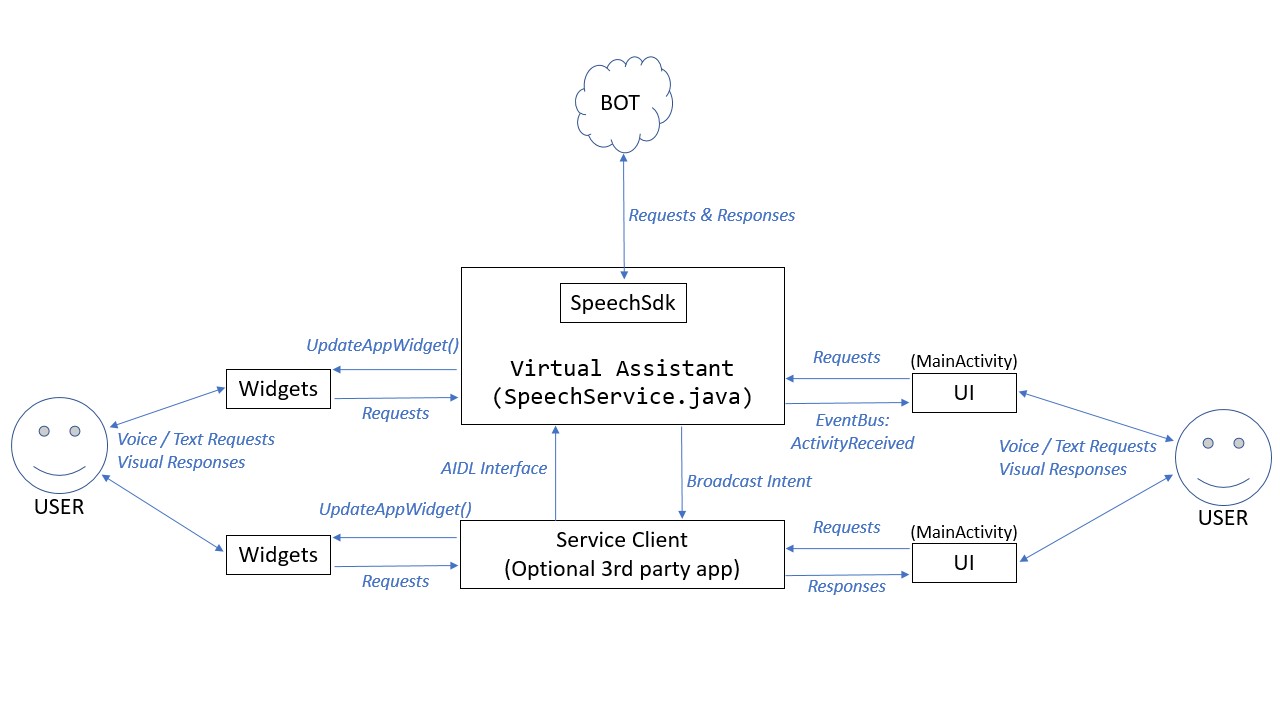 BOT
Requests & Responses
SpeechSdk
UpdateAppWidget()
Virtual Assistant
(SpeechService.java)
Requests
(MainActivity)
Widgets
UI
Requests
EventBus:
ActivityReceived
Voice / Text Requests
Visual Responses
USER
Voice / Text Requests
Visual Responses
USER
AIDL Interface
Broadcast Intent
UpdateAppWidget()
Widgets
Requests
Service Client
(Optional 3rd party app)
Requests
(MainActivity)
UI
Responses